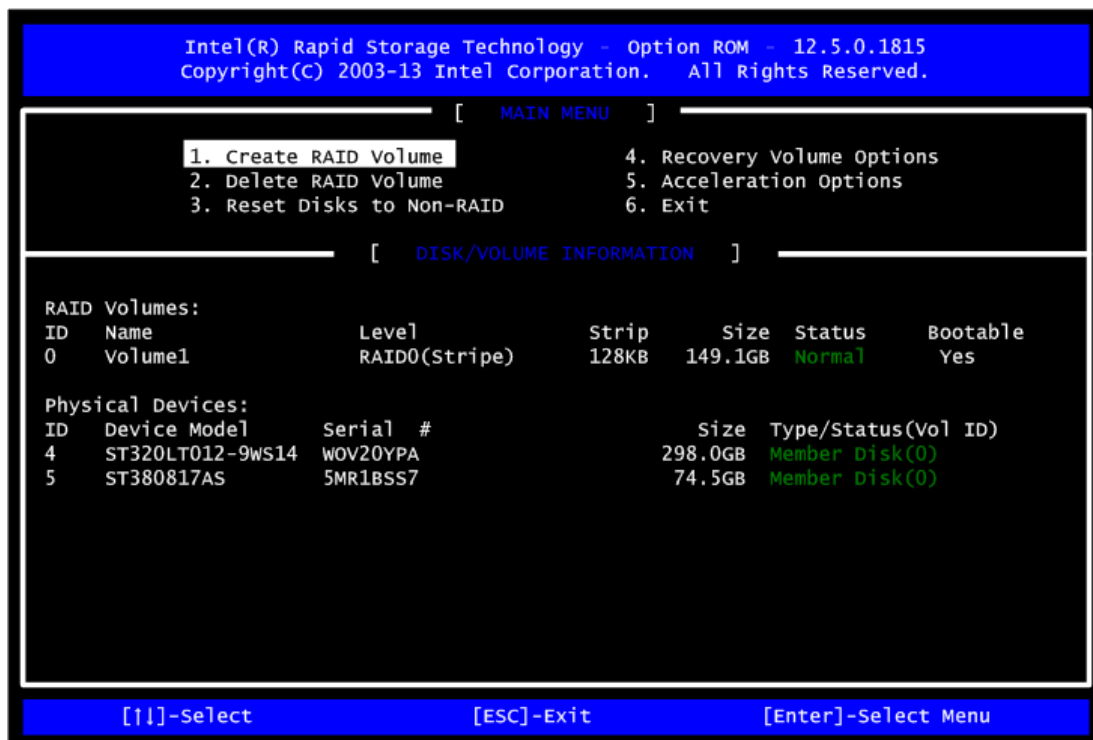 Intel(R) Rapid Storage Technology - Option ROM - 12.5.0.1815
Copyright(C) 2003-13 Intel Corporation. All Rights Reserved.
[ MAIN MENU ]
1. Create RAID Volume 4. Recovery Volume Options
2. Delete RAID Volume 5. Acceleration Options
3. Reset Disks to Non-RAID 6. Exit
[ DISK/VOLUME INFORMATION ]
RAID Volumes:
ID Name Level Strip Size Status Bootable
0 Volume1 RAID0(Stripe) 128KB 149.1GB Normal Yes
Physical Devices:
ID Device Model Serial # Size Type/Status(Vol ID)
4 ST320LT012-9WS14 WOV20YPA 298.0GB Member Disk(0)
5 ST380817AS 5MR1BSS7 74.5GB Member Disk(0)
[↑↓]-Select [ESC]-Exit [Enter]-Select Menu